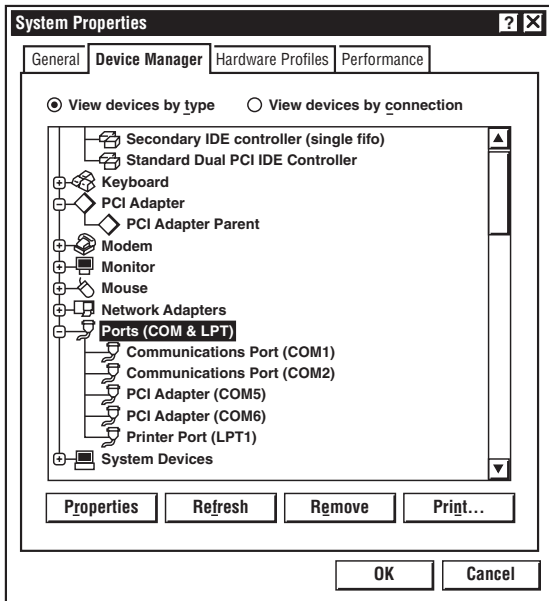 System Properties ? X
General Device Manager Hardware Profiles Performance
View devices by type View devices by connection
Secondary IDE controller (single fifo)
Standard Dual PCI IDE Controller
Keyboard
PCI Adapter
PCI Adapter Parent
Modem
Monitor
Mouse
Network Adapters
Ports (COM & LPT)
Communications Port (COM1)
Communications Port (COM2)
PCI Adapter (COM5)
PCI Adapter (COM6)
Printer Port (LPT1)
System Devices
Properties Refresh Remove Print...
OK Cancel